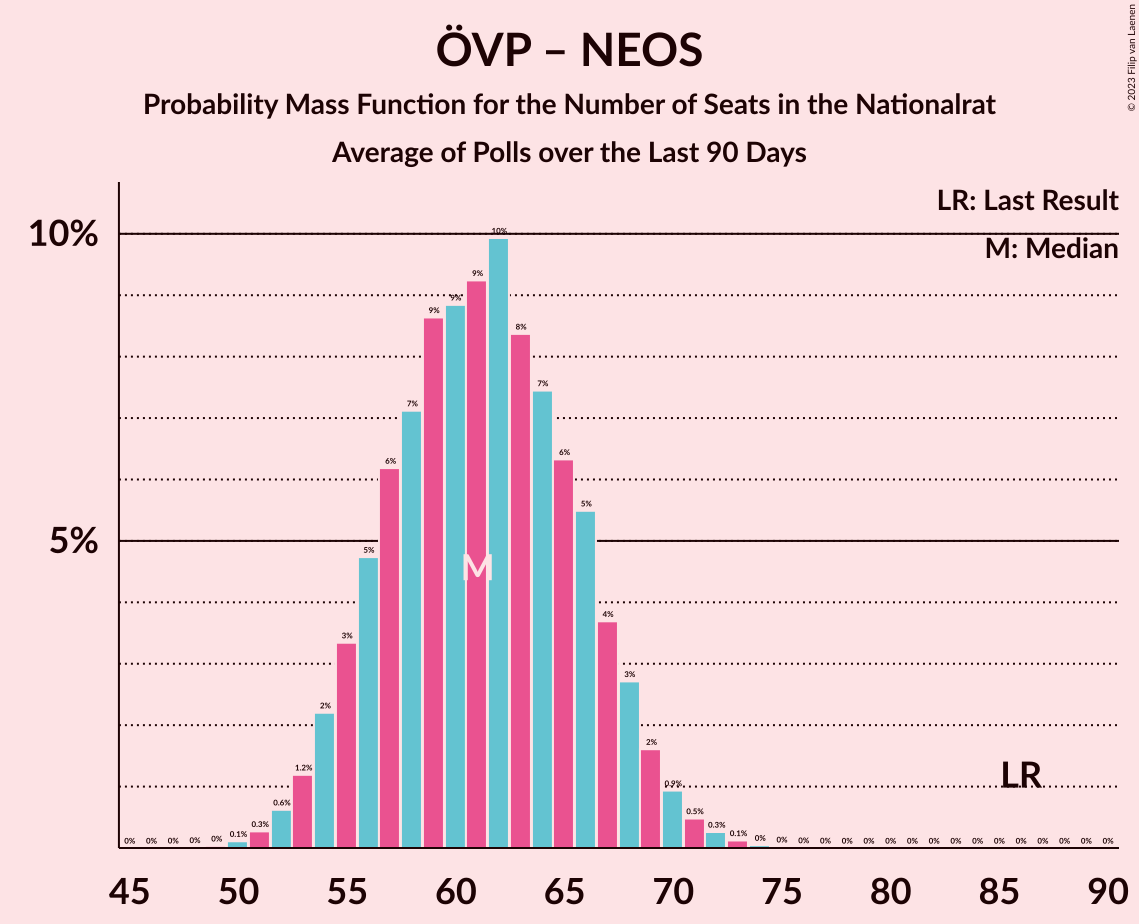 ÖVP – NEOS
Probability Mass Function for the Number of Seats in the Nationalrat
Average of Polls over the Last 90 Days
© 2023 Filip van Laenen
LR: Last Result
M: Median
10%
5%
0% 0% 0% 0% 0% 0.1% 0.3% 0.6% 1.2% 2% 3% 5% 6% 7% 9% 9% 9% 10% 8% 7% 6% 5% 4% 3% 2% 0.9% 0.5% 0.3% 0.1% 0% 0% 0% 0% 0% 0% 0% 0% 0% 0% 0% 0% 0% 0% 0% 0% 0%
M
LR
45 50 55 60 65 70 75 80 85 90